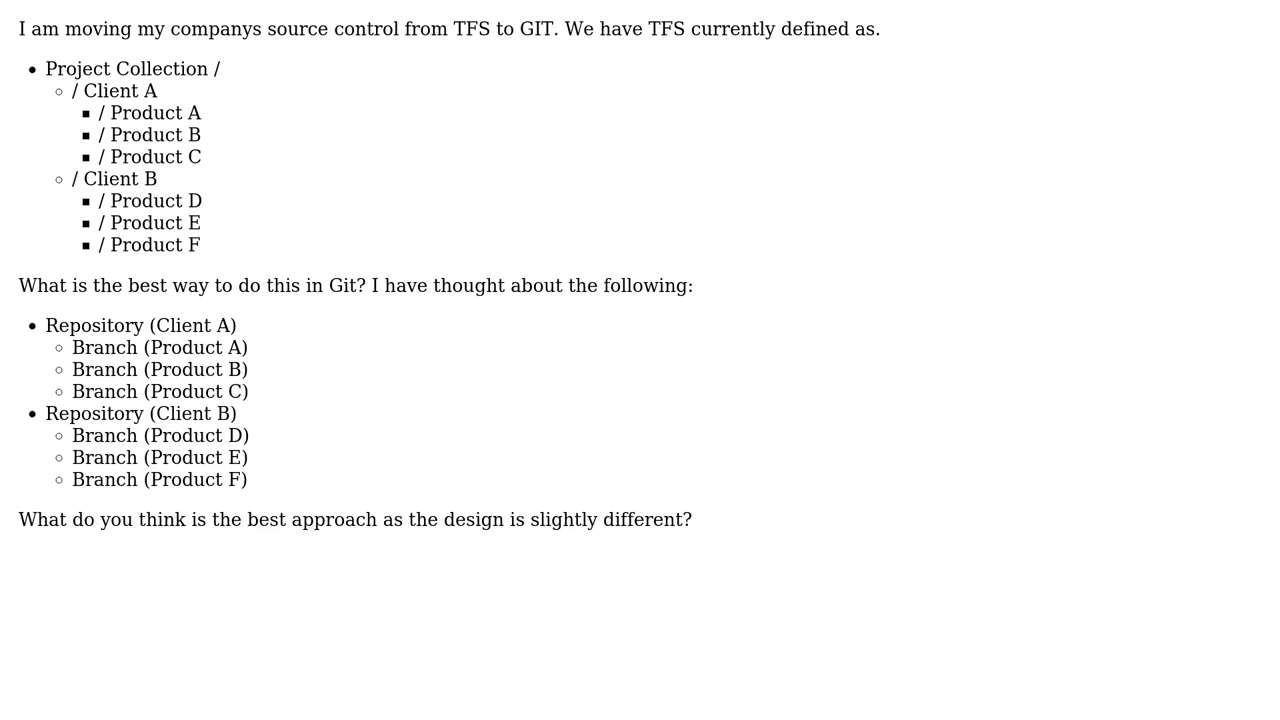 I am moving my companys source control from TFS to GIT. We have TFS currently defined as.
• Project Collection /
◦ / Client A
▪ / Product A
▪ / Product B
▪ / Product C
◦ / Client B
▪ / Product D
▪ / Product E
▪ / Product F
What is the best way to do this in Git? I have thought about the following:
• Repository (Client A)
◦ Branch (Product A)
◦ Branch (Product B)
◦ Branch (Product C)
• Repository (Client B)
◦ Branch (Product D)
◦ Branch (Product E)
◦ Branch (Product F)
What do you think is the best approach as the design is slightly different?